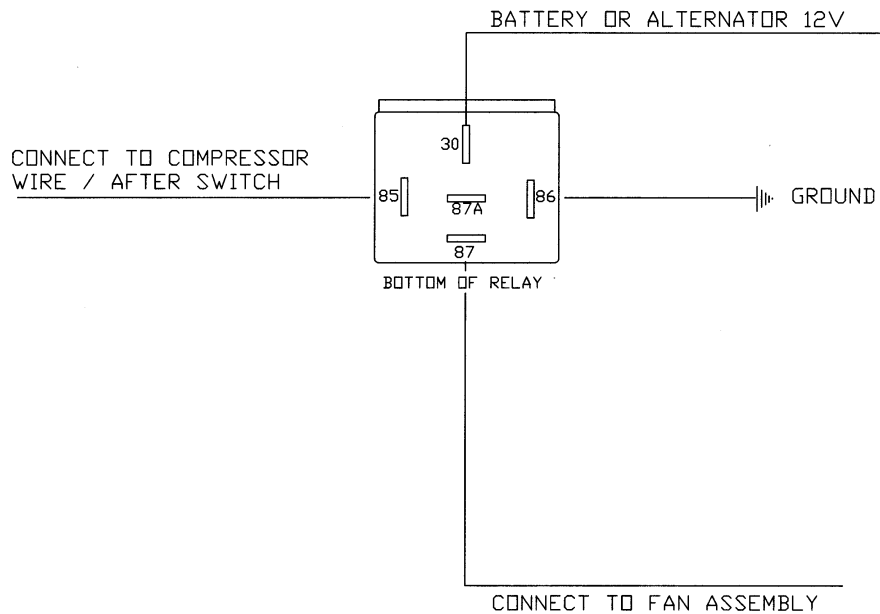 BATTERY OR ALTERNATOR 12V
30
CONNECT TO COMPRESSOR
WIRE / AFTER SWITCH
85
87A
86
GROUND
87
BOTTOM OF RELAY
CONNECT TO FAN ASSEMBLY